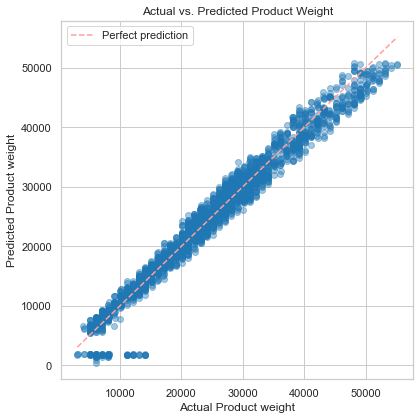 Actual vs. Predicted Product Weight
Perfect prediction
50000
40000
30000
20000
10000
0
Predicted Product weight
10000 20000 30000 40000 50000
Actual Product weight